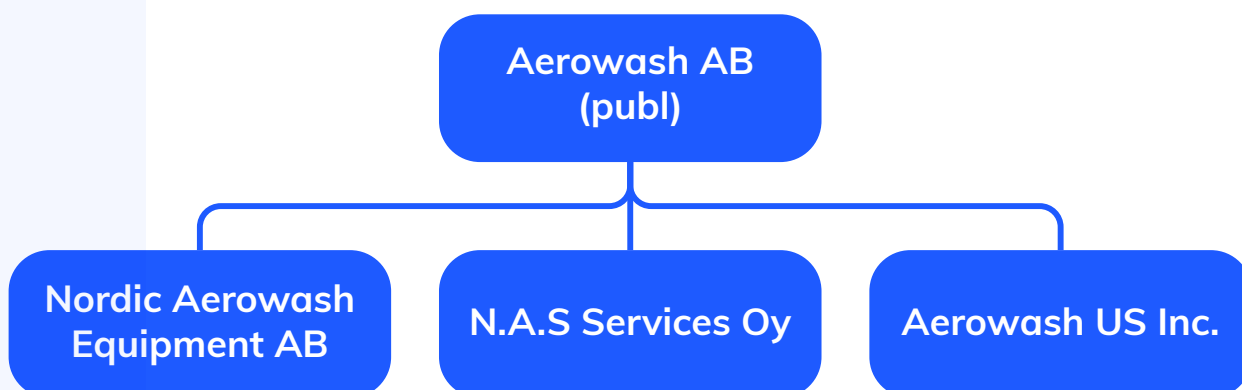 Aerowash AB
(publ)
Nordic Aerowash
Equipment AB
N.A.S Services Oy
Aerowash US Inc.